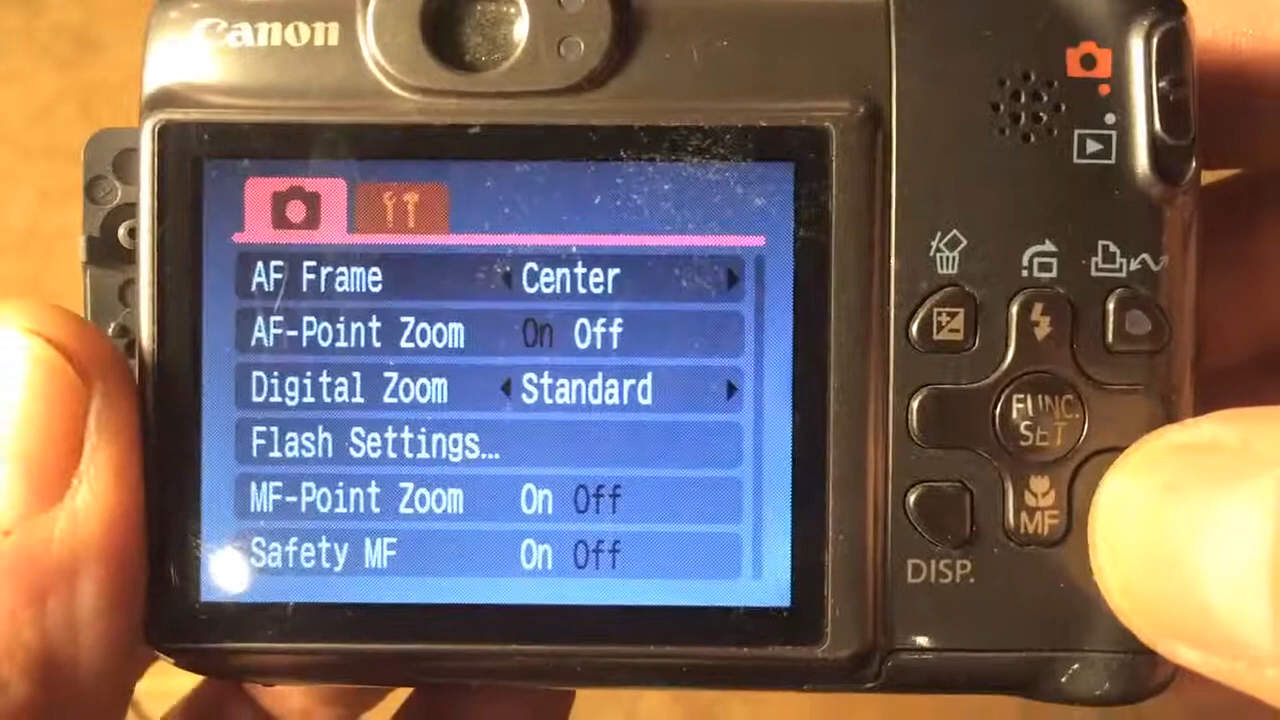 Canon
AF Frame Center
AF-Point Zoom On Off
Digital Zoom Standard
Flash Settings...
MF-Point Zoom On Off
Safety MF On Off
FUNC.
SET
MF
DISP.